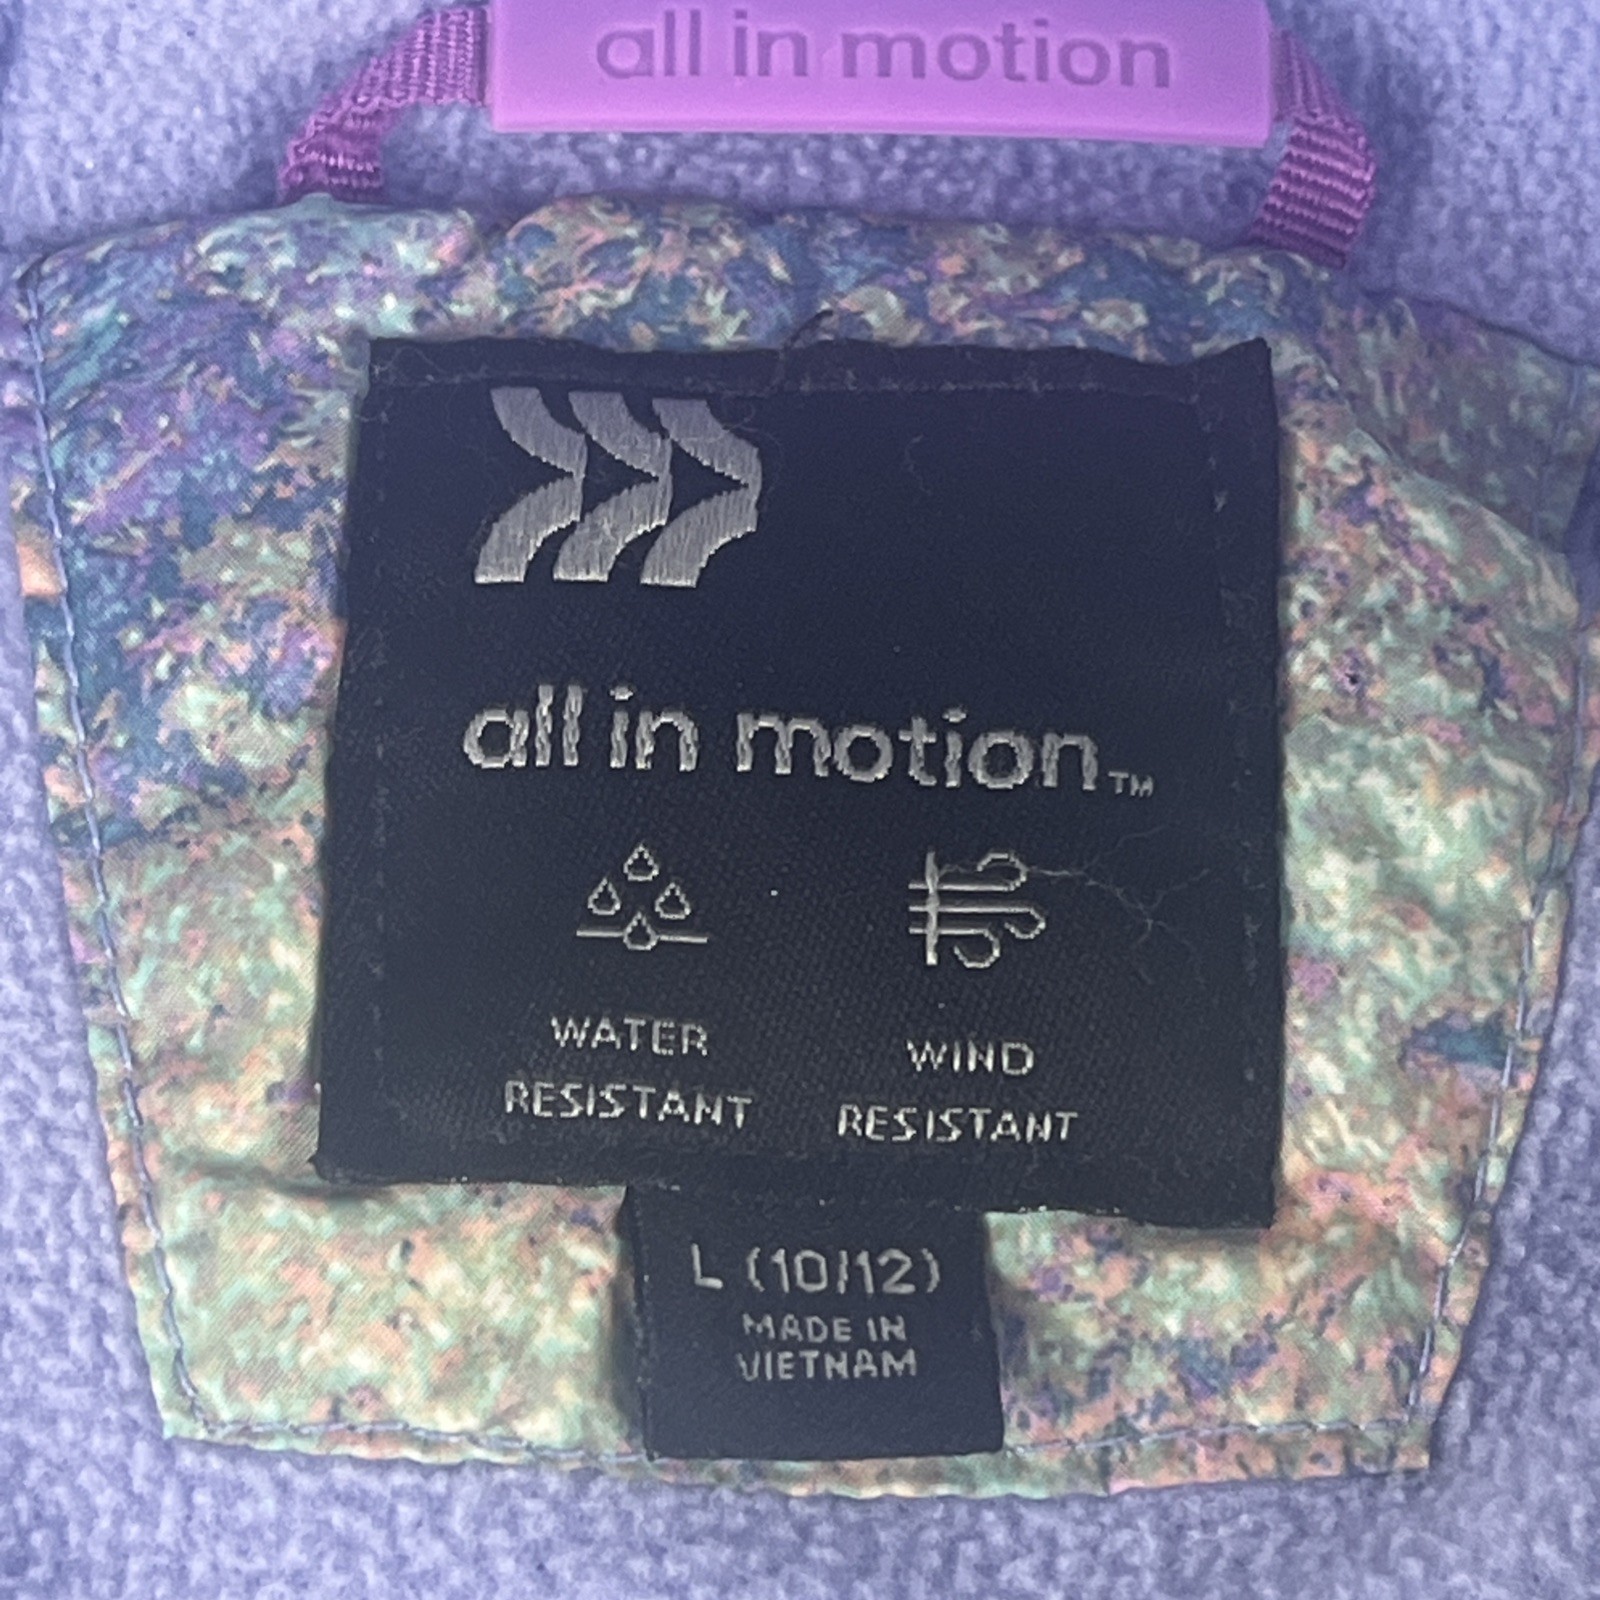 all in motion
all in motion™
WATER
RESISTANT
WIND
RESISTANT
L (10/12)
MADE IN
VIETNAM